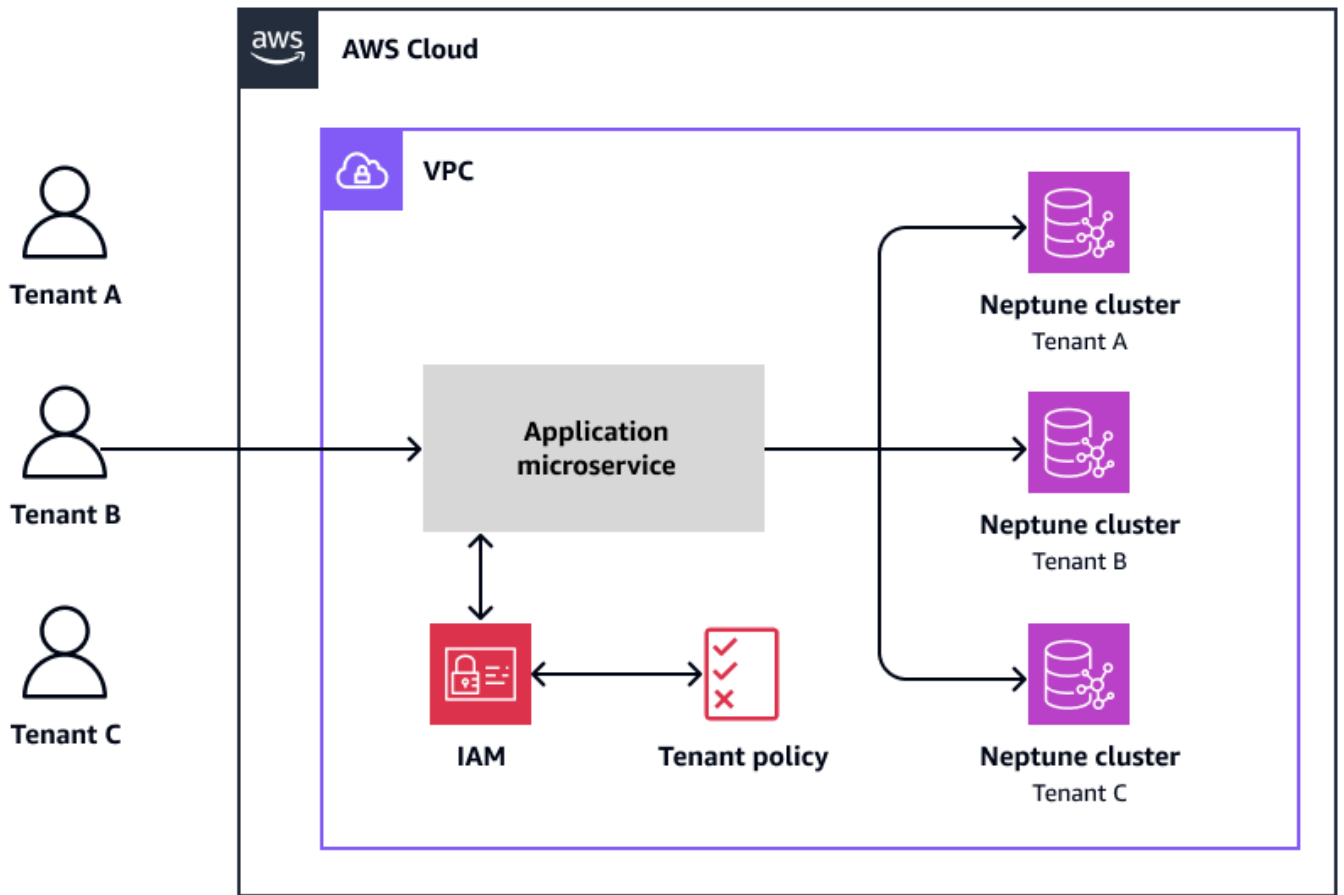 aws
AWS Cloud
VPC
Tenant A
Tenant B
Tenant C
Application
microservice
IAM
Tenant policy
Neptune cluster
Tenant A
Neptune cluster
Tenant B
Neptune cluster
Tenant C